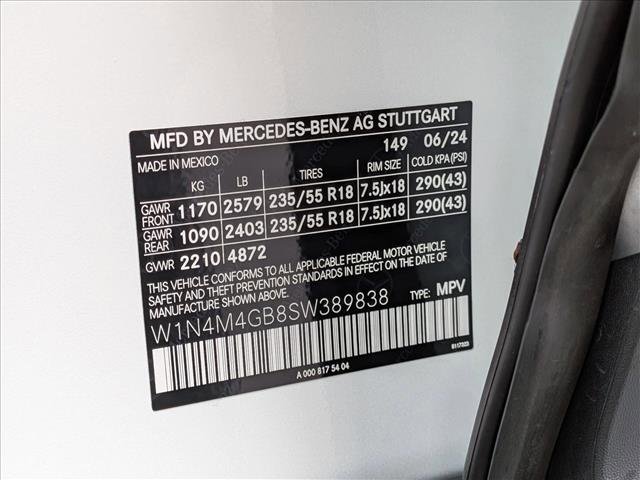 MFD BY MERCEDES-BENZ AG STUTTGART
149 06/24
MADE IN MEXICO
KG LB TIRES RIM SIZE COLD KPA(PSI)
GAWR FRONT 1170 2579 235/55 R18 7.5Jx18 290(43)
GAWR REAR 1090 2403 235/55 R18 7.5Jx18 290(43)
GVWR 2210 4872
THIS VEHICLE CONFORMS TO ALL APPLICABLE FEDERAL MOTOR VEHICLE
SAFETY AND THEFT PREVENTION STANDARDS IN EFFECT ON THE DATE OF
MANUFACTURE SHOWN ABOVE.
W1N4M4GB8SW389838 TYPE: MPV
A 000 817 54 04